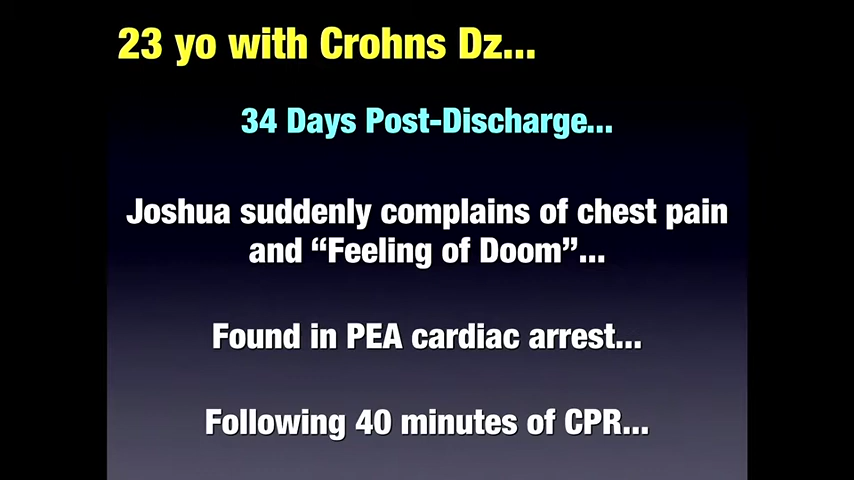 23 yo with Crohns Dz...
34 Days Post-Discharge...
Joshua suddenly complains of chest pain
and “Feeling of Doom”...
Found in PEA cardiac arrest...
Following 40 minutes of CPR...